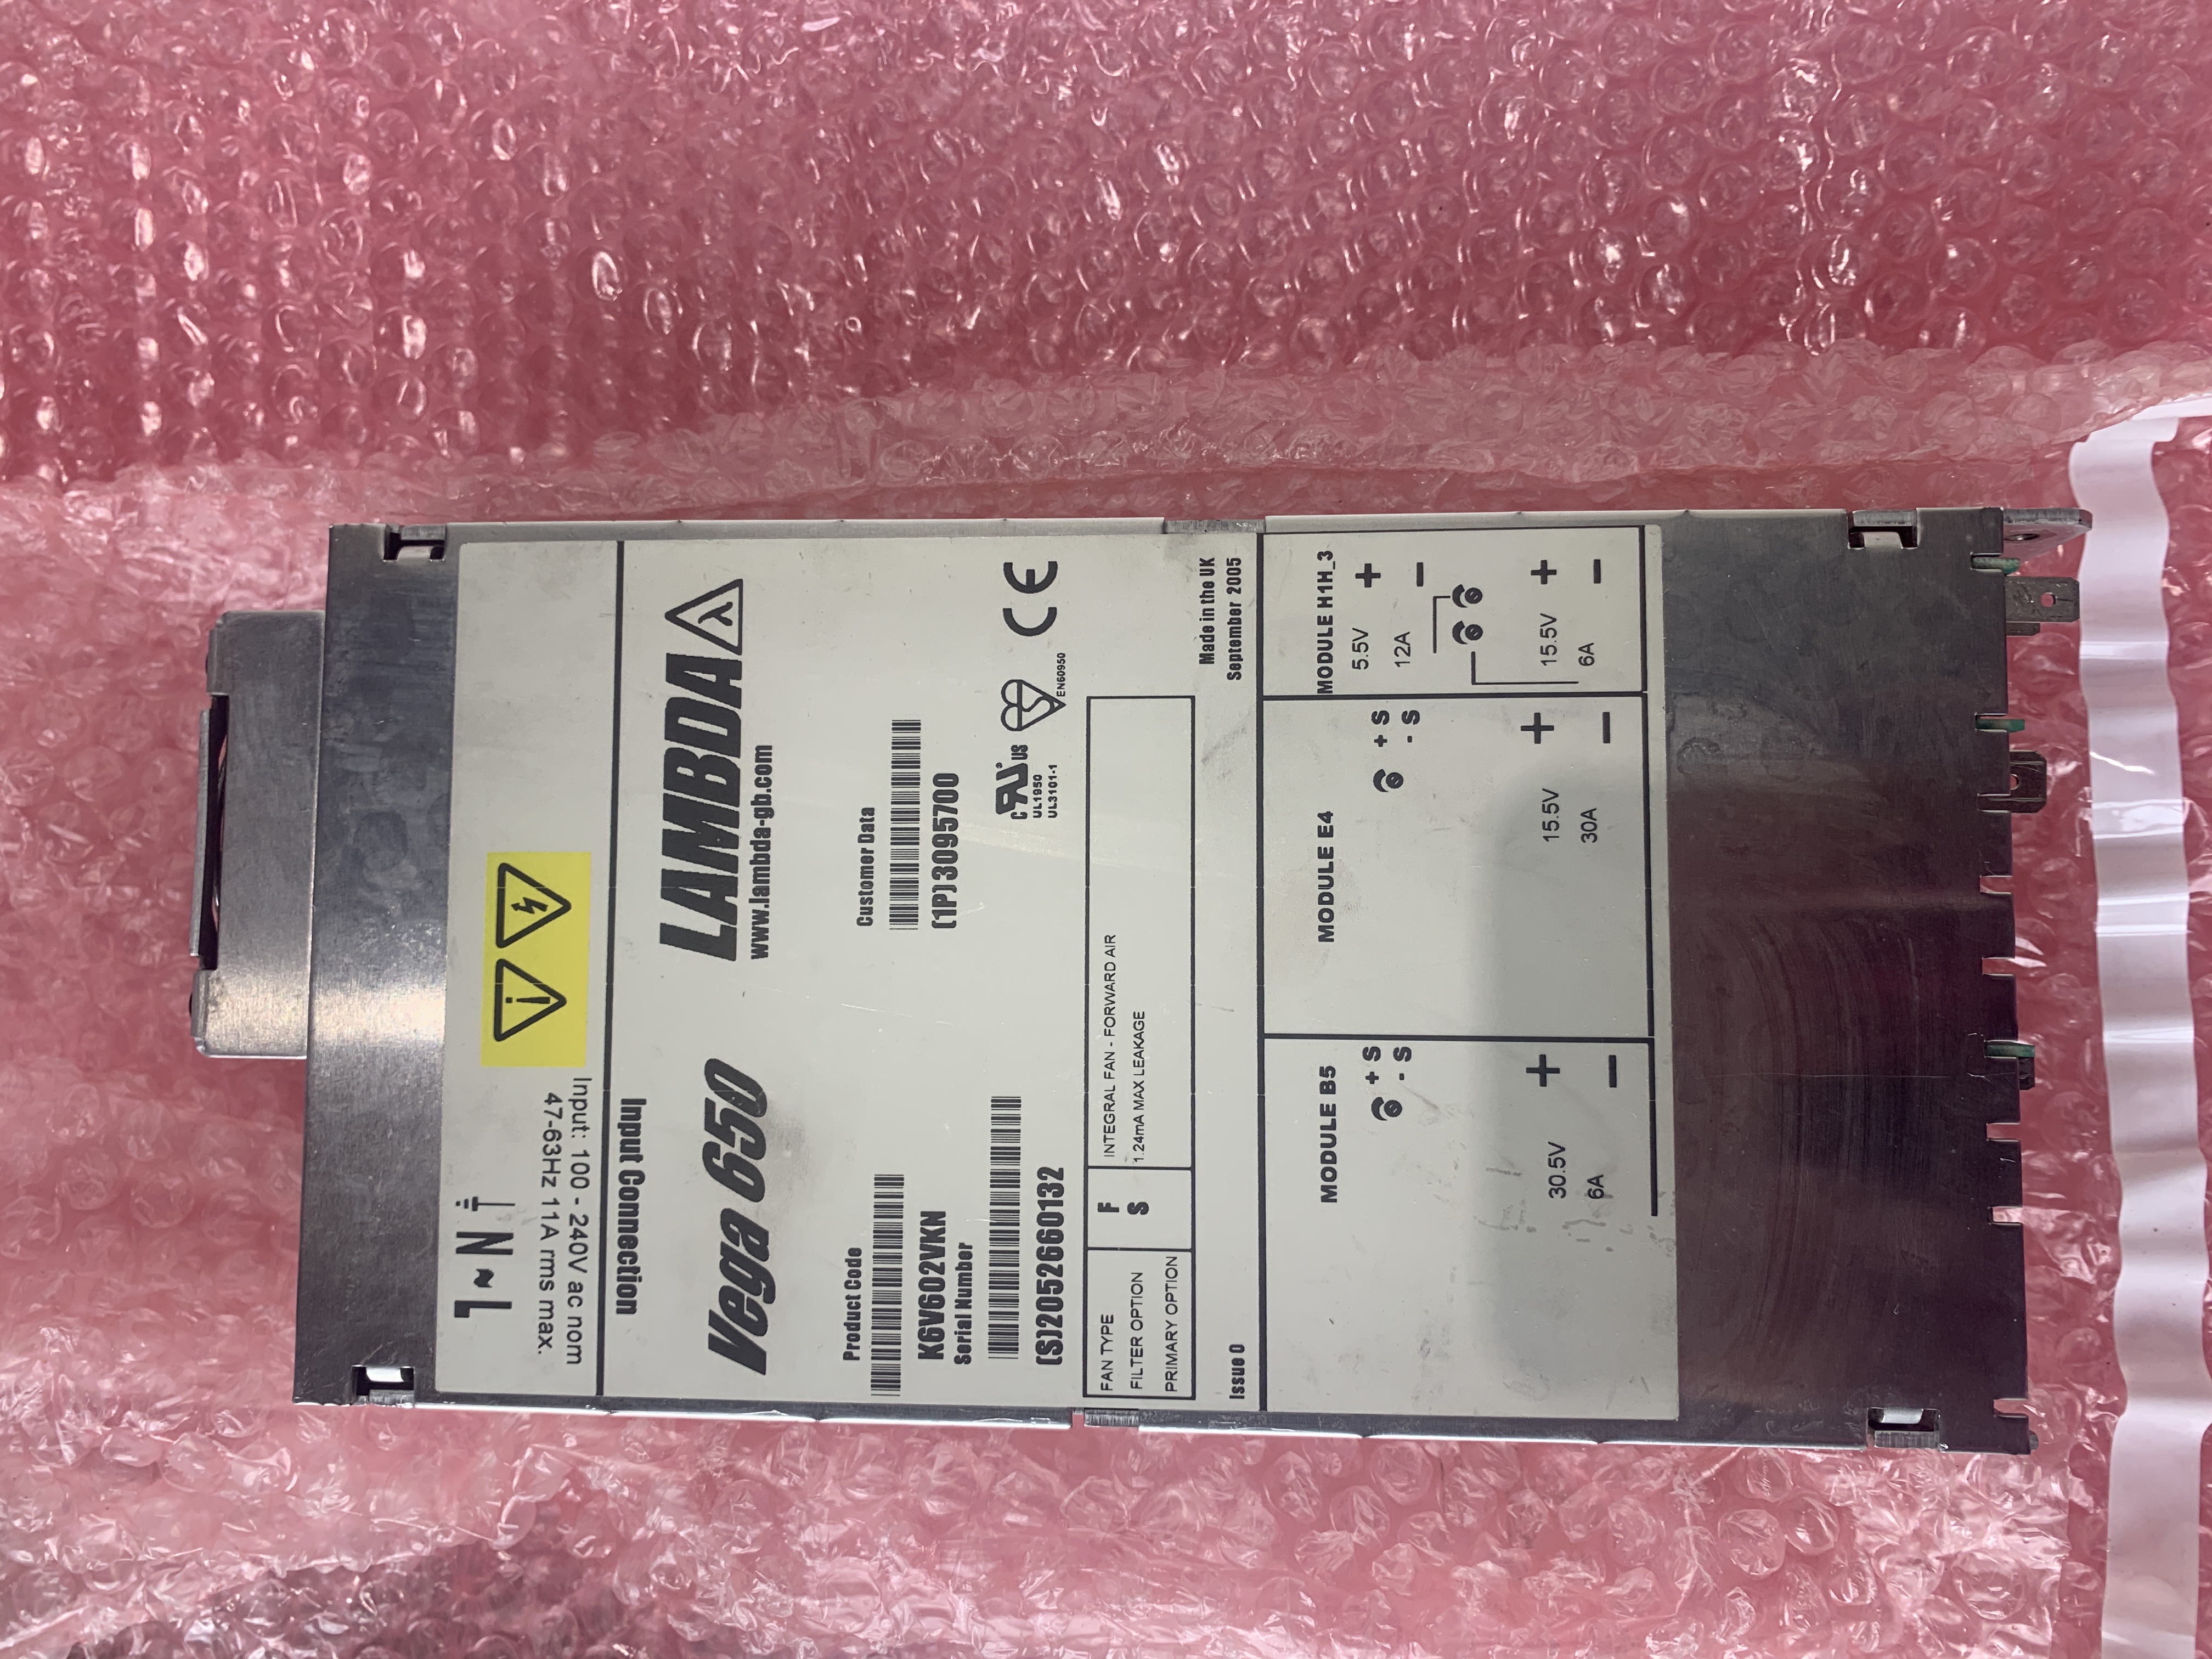 L ~ N
Input: 100 - 240V ac nom
47-63Hz 11A rms max.
Input Connection
Vega 650
LAMBDA
www.lambda-gb.com
Product Code
K6V602VKN
Serial Number
(S)2052660132
Customer Data
(1P)3095700
c RU US
UL1950
UL3101-1
EN60950
CE
FAN TYPE F INTEGRAL FAN - FORWARD AIR
FILTER OPTION S 1.24mA MAX LEAKAGE
PRIMARY OPTION
Issue 0
Made in the UK
September 2005
MODULE B5
+ S
- S
30.5V +
6A -
MODULE E4
+ S
- S
15.5V +
30A -
MODULE H1H_3
5.5V +
12A -
15.5V +
6A -